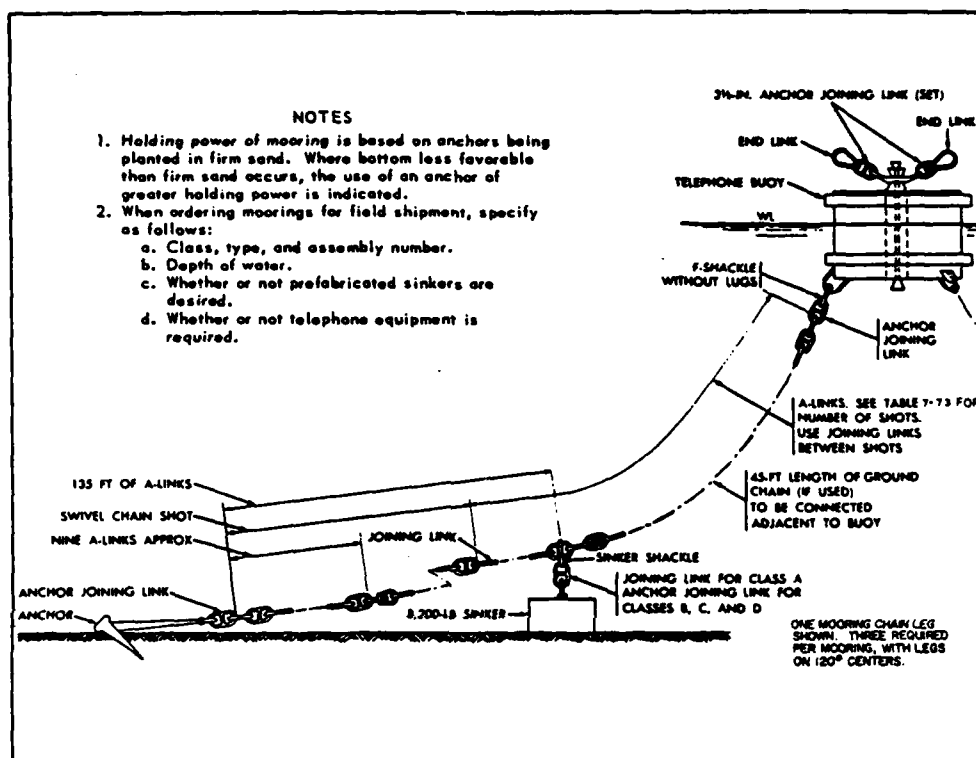 NOTES
1. Holding power of mooring is based on anchors being
planted in firm sand. Where bottom less favorable
than firm sand occurs, the use of an anchor of
greater holding power is indicated.
2. When ordering moorings for field shipment, specify
as follows:
a. Class, type, and assembly number.
b. Depth of water.
c. Whether or not prefabricated sinkers are
desired.
d. Whether or not telephone equipment is
required.
3½-IN. ANCHOR JOINING LINK (SET)
END LINK
END LINK
TELEPHONE BUOY
WL
F-SHACKLE
WITHOUT LUGS
ANCHOR
JOINING
LINK
A-LINKS. SEE TABLE 7-73 FOR
NUMBER OF SHOTS.
USE JOINING LINKS
BETWEEN SHOTS
135 FT OF A-LINKS
SWIVEL CHAIN SHOT
NINE A-LINKS APPROX
JOINING LINK
45-FT LENGTH OF GROUND
CHAIN (IF USED)
TO BE CONNECTED
ADJACENT TO BUOY
SINKER SHACKLE
ANCHOR JOINING LINK
ANCHOR
8,200-LB SINKER
JOINING LINK FOR CLASS A
ANCHOR JOINING LINK FOR
CLASSES B, C, AND D
ONE MOORING CHAIN LEG
SHOWN. THREE REQUIRED
PER MOORING, WITH LEGS
ON 120° CENTERS.